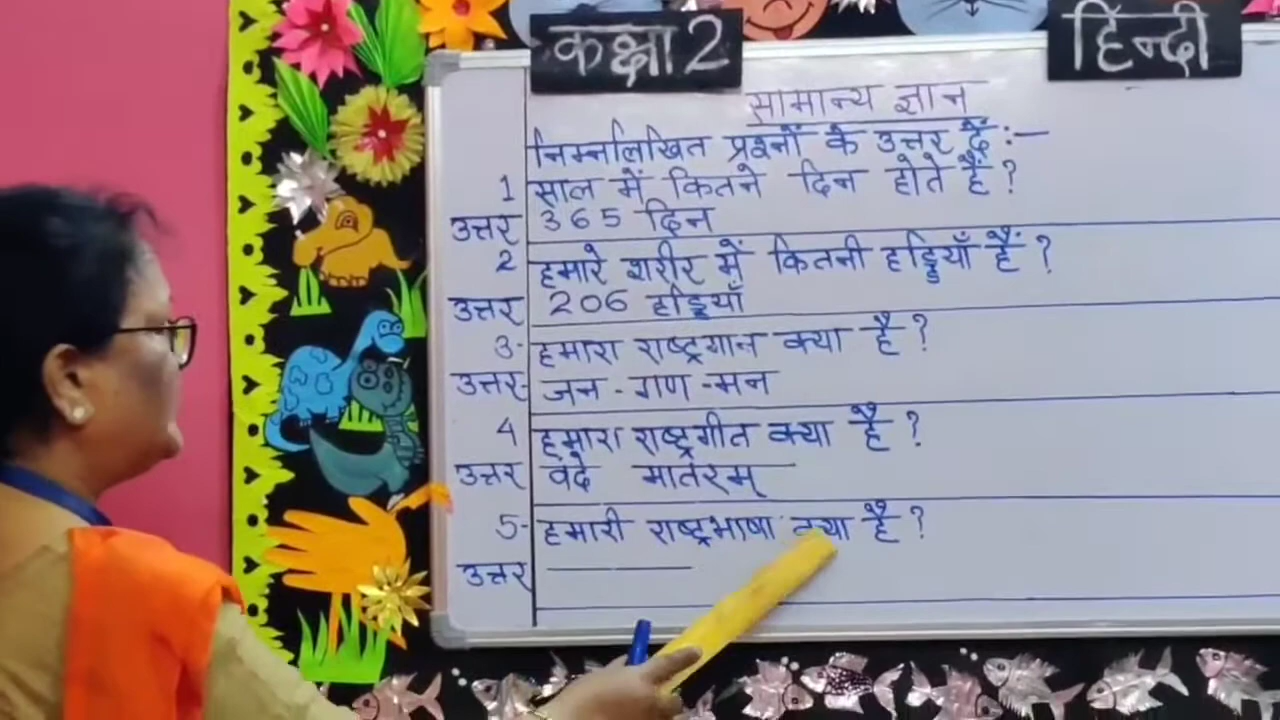 कक्षा 2
हिन्दी
सामान्य ज्ञान
निम्नलिखित प्रश्नों के उत्तर दें :-
1 साल में कितने दिन होते हैं ?
उत्तर 365 दिन
2 हमारे शरीर में कितनी हड्डियाँ हैं ?
उत्तर 206 हड्डियाँ
3- हमारा राष्ट्रगान क्या है ?
उत्तर- जन - गण - मन
4 हमारा राष्ट्रगीत क्या है ?
उत्तर वंदे मातरम्
5- हमारी राष्ट्रभाषा क्या है ?
उत्तर